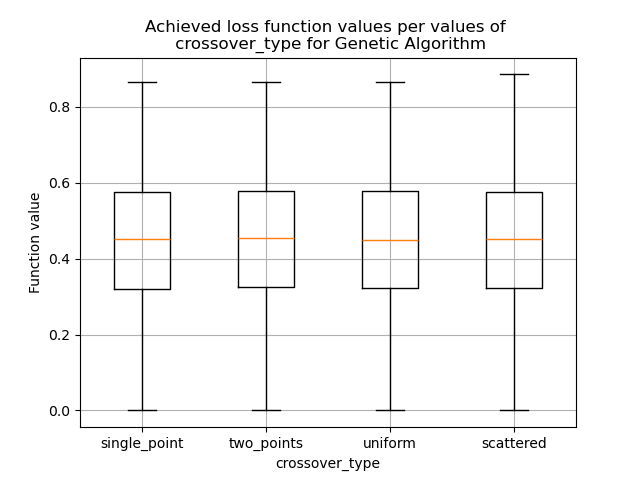 Achieved loss function values per values of
crossover_type for Genetic Algorithm
Function value
0.8
0.6
0.4
0.2
0.0
single_point two_points uniform scattered
crossover_type